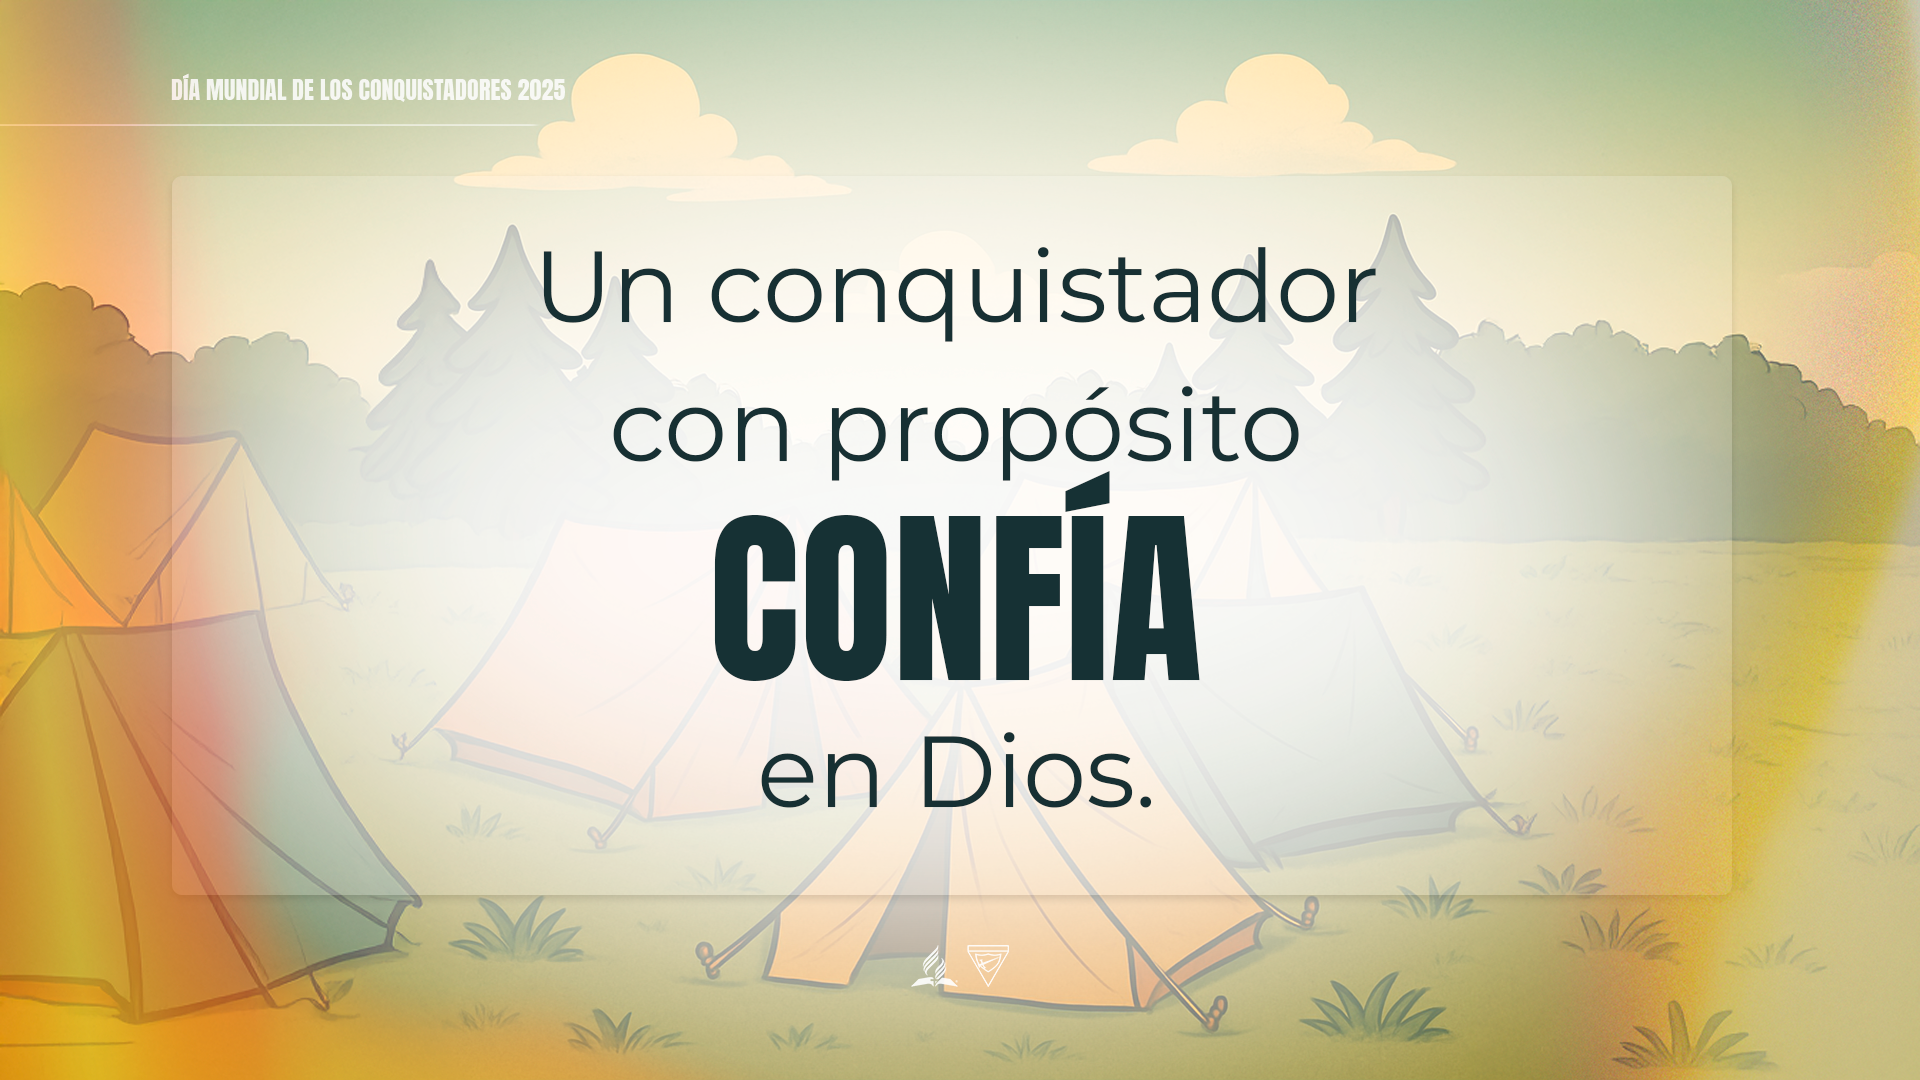 DÍA MUNDIAL DE LOS CONQUISTADORES 2025
Un conquistador
con propósito
CONFÍA
en Dios.